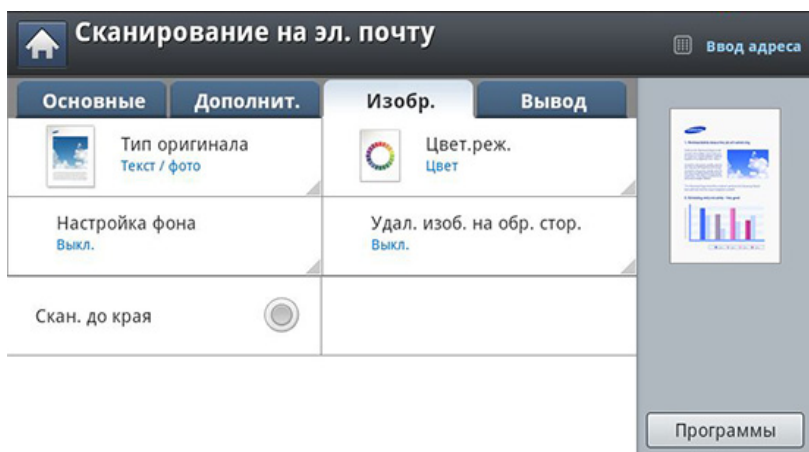 Сканирование на эл. почту
Ввод адреса
Основные
Дополнит.
Изобр.
Вывод
Тип оригинала
Текст / фото
Цвет.реж.
Цвет
Настройка фона
Выкл.
Удал. изоб. на обр. стор.
Выкл.
Скан. до края
Программы